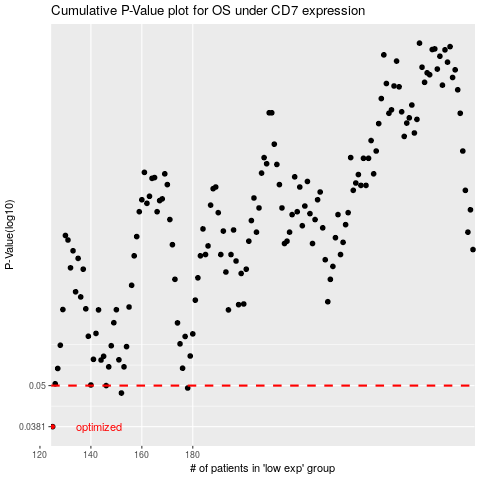 Cumulative P-Value plot for OS under CD7 expression
P-Value(log10)
0.05
0.0381
optimized
120 140 160 180
# of patients in 'low exp' group